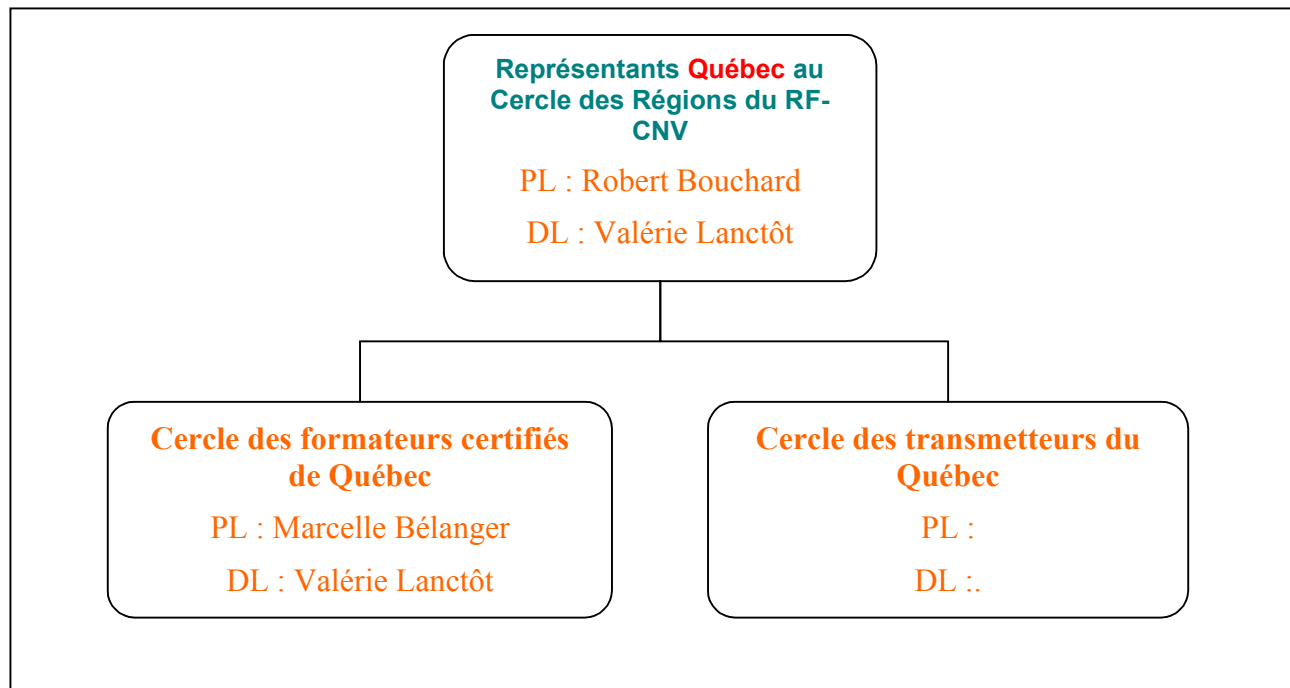 Représentants Québec au
Cercle des Régions du RF-
CNV
PL : Robert Bouchard
DL : Valérie Lanctôt
Cercle des formateurs certifiés
de Québec
PL : Marcelle Bélanger
DL : Valérie Lanctôt
Cercle des transmetteurs du
Québec
PL :
DL :.